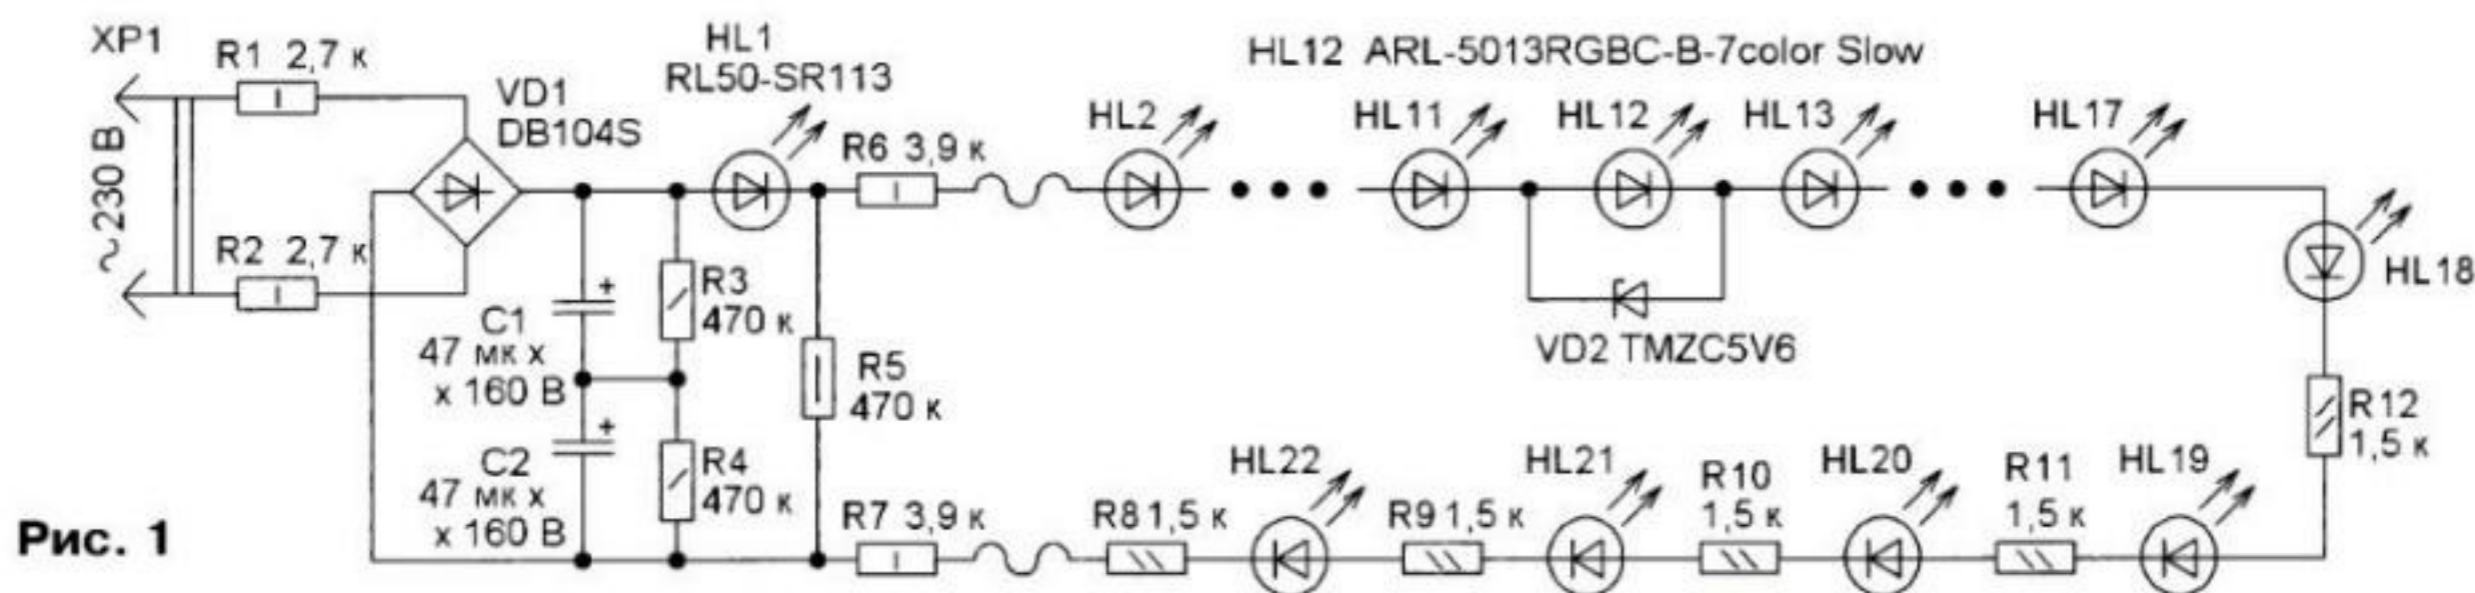 XP1
~230 В
R1 2,7 к
R2 2,7 к
VD1
DB104S
HL1
RL50-SR113
HL12 ARL-5013RGBC-B-7color Slow
R6 3,9 к
HL2
HL11
HL12
HL13
HL17
HL18
VD2 TMZC5V6
C1
47 мк х
х 160 В
R3
470 к
R5
470 к
C2
47 мк х
х 160 В
R4
470 к
R12
1,5 к
R7 3,9 к
R8 1,5 к
HL22
R9 1,5 к
HL21
R10
1,5 к
HL20
R11
1,5 к
HL19
Рис. 1